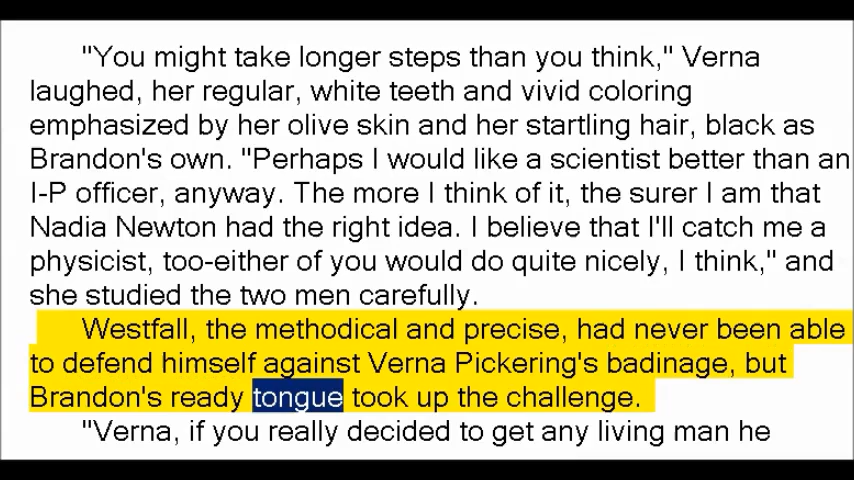 "You might take longer steps than you think," Verna
laughed, her regular, white teeth and vivid coloring
emphasized by her olive skin and her startling hair, black as
Brandon's own. "Perhaps I would like a scientist better than an
I-P officer, anyway. The more I think of it, the surer I am that
Nadia Newton had the right idea. I believe that I'll catch me a
physicist, too-either of you would do quite nicely, I think," and
she studied the two men carefully.
Westfall, the methodical and precise, had never been able
to defend himself against Verna Pickering's badinage, but
Brandon's ready tongue took up the challenge.
"Verna, if you really decided to get any living man he